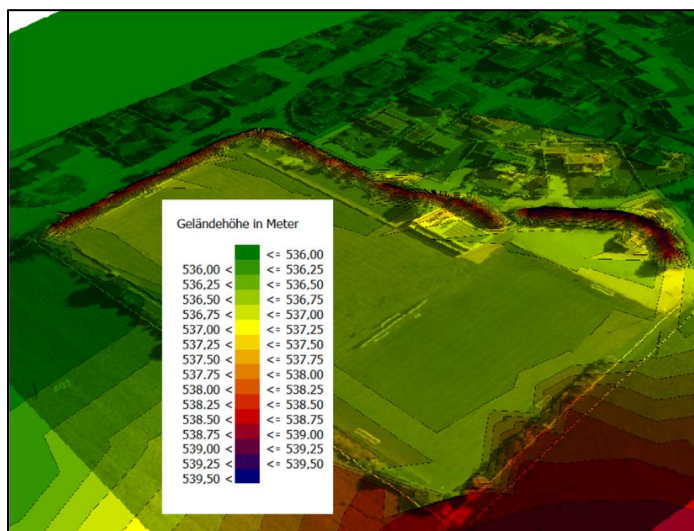 Geländehöhe in Meter
<= 536,00
536,00 < <= 536,25
536,25 < <= 536,50
536,50 < <= 536,75
536,75 < <= 537,00
537,00 < <= 537,25
537,25 < <= 537,50
537,50 < <= 537,75
537,75 < <= 538,00
538,00 < <= 538,25
538,25 < <= 538,50
538,50 < <= 538,75
538,75 < <= 539,00
539,00 < <= 539,25
539,25 < <= 539,50
539,50 <